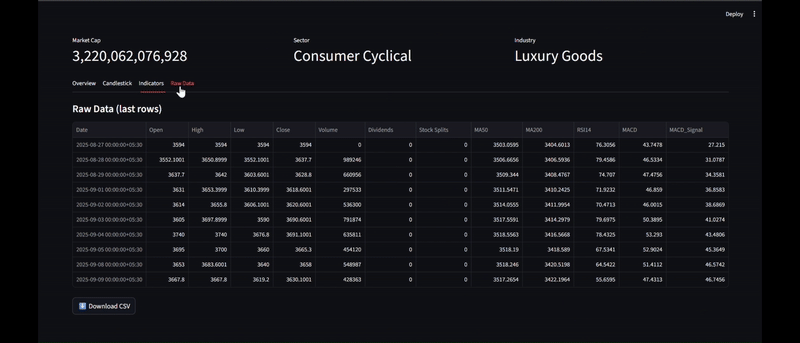 Deploy
Market Cap Sector Industry
3,220,062,076,928 Consumer Cyclical Luxury Goods
Overview Candlestick Indicators Raw Data
Raw Data (last rows)
Date Open High Low Close Volume Dividends Stock Splits MA50 MA200 RSI14 MACD MACD_Signal
2025-08-27 00:00:00+05:30 3594 3594 3594 3594 0 0 0 3503.0595 3404.6013 76.3056 43.7478 27.215
2025-08-28 00:00:00+05:30 3552.1001 3650.8999 3552.1001 3637.7 989246 0 0 3506.6656 3406.5936 79.4586 46.5334 31.0787
2025-08-29 00:00:00+05:30 3637.7 3642 3603.6001 3628.8 660956 0 0 3509.344 3408.4767 74.707 47.4756 34.3581
2025-09-01 00:00:00+05:30 3631 3653.3999 3610.3999 3618.6001 297533 0 0 3511.5471 3410.2425 71.9232 46.859 36.8583
2025-09-02 00:00:00+05:30 3614 3655.8 3606.1001 3620.6001 536300 0 0 3514.0555 3411.9954 70.4713 46.0015 38.6869
2025-09-03 00:00:00+05:30 3605 3697.8999 3590 3690.6001 791874 0 0 3517.5591 3414.2979 79.6975 50.3895 41.0274
2025-09-04 00:00:00+05:30 3740 3740 3676.8 3691.1001 635811 0 0 3518.5563 3416.5668 78.4325 53.293 43.4806
2025-09-05 00:00:00+05:30 3695 3700 3660 3665.3 454120 0 0 3518.19 3418.589 67.5341 52.9024 45.3649
2025-09-08 00:00:00+05:30 3653 3683.6001 3640 3658 548987 0 0 3518.246 3420.5198 64.5422 51.4112 46.5742
2025-09-09 00:00:00+05:30 3667.8 3667.8 3619.2 3630.1001 428363 0 0 3517.2654 3422.1964 55.6595 47.4313 46.7456
Download CSV